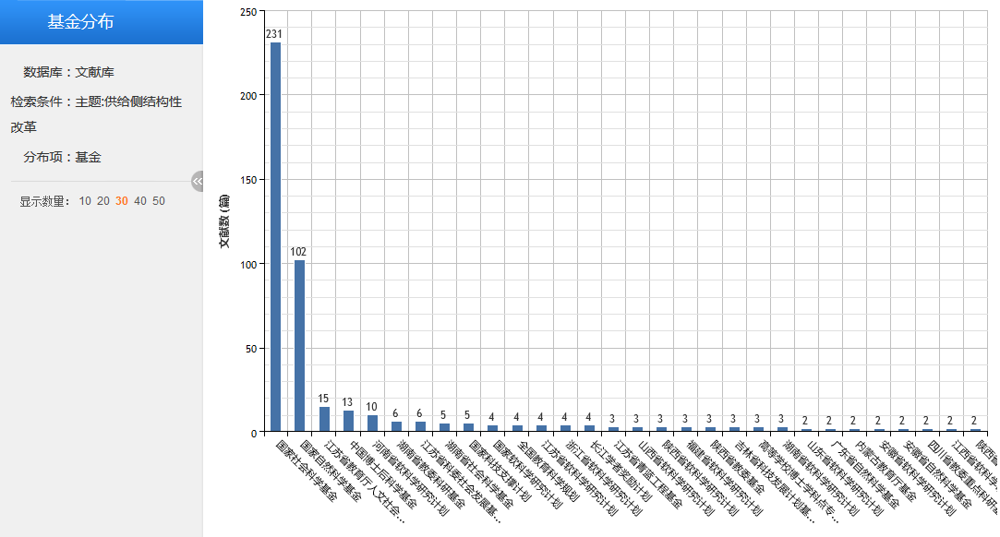 基金分布
数据库：文献库
检索条件：主题:供给侧结构性
改革
分布项：基金
显示数量： 10 20 30 40 50
文献数 (篇)
250
200
150
100
50
0
231
102
15
13
10
6
6
5
5
4
4
4
4
4
3
3
3
3
3
3
3
3
2
2
2
2
2
2
2
2
国家社会科学基金
国家自然科学基金
江苏省教育厅人文社会...
中国博士后科学基金
河南省软科学研究计划
湖南省教委科研基金
江苏省科委社会发展基...
湖南省社会科学基金
国家科技支撑计划
国家软科学研究计划
全国教育科学规划
江苏省软科学研究计划
浙江省软科学研究计划
长江学者奖励计划
江苏省青蓝工程基金
山西省软科学研究计划
陕西省软科学研究计划
福建省软科学研究计划
陕西省教委基金
吉林省科技发展计划基...
高等学校博士学科点专...
湖南省软科学研究计划
山东省软科学研究计划
广东省自然科学基金
内蒙古教育厅基金
安徽省软科学研究计划
安徽省自然科学基金
四川省教委重点科研基
江西省软科学
陕西省